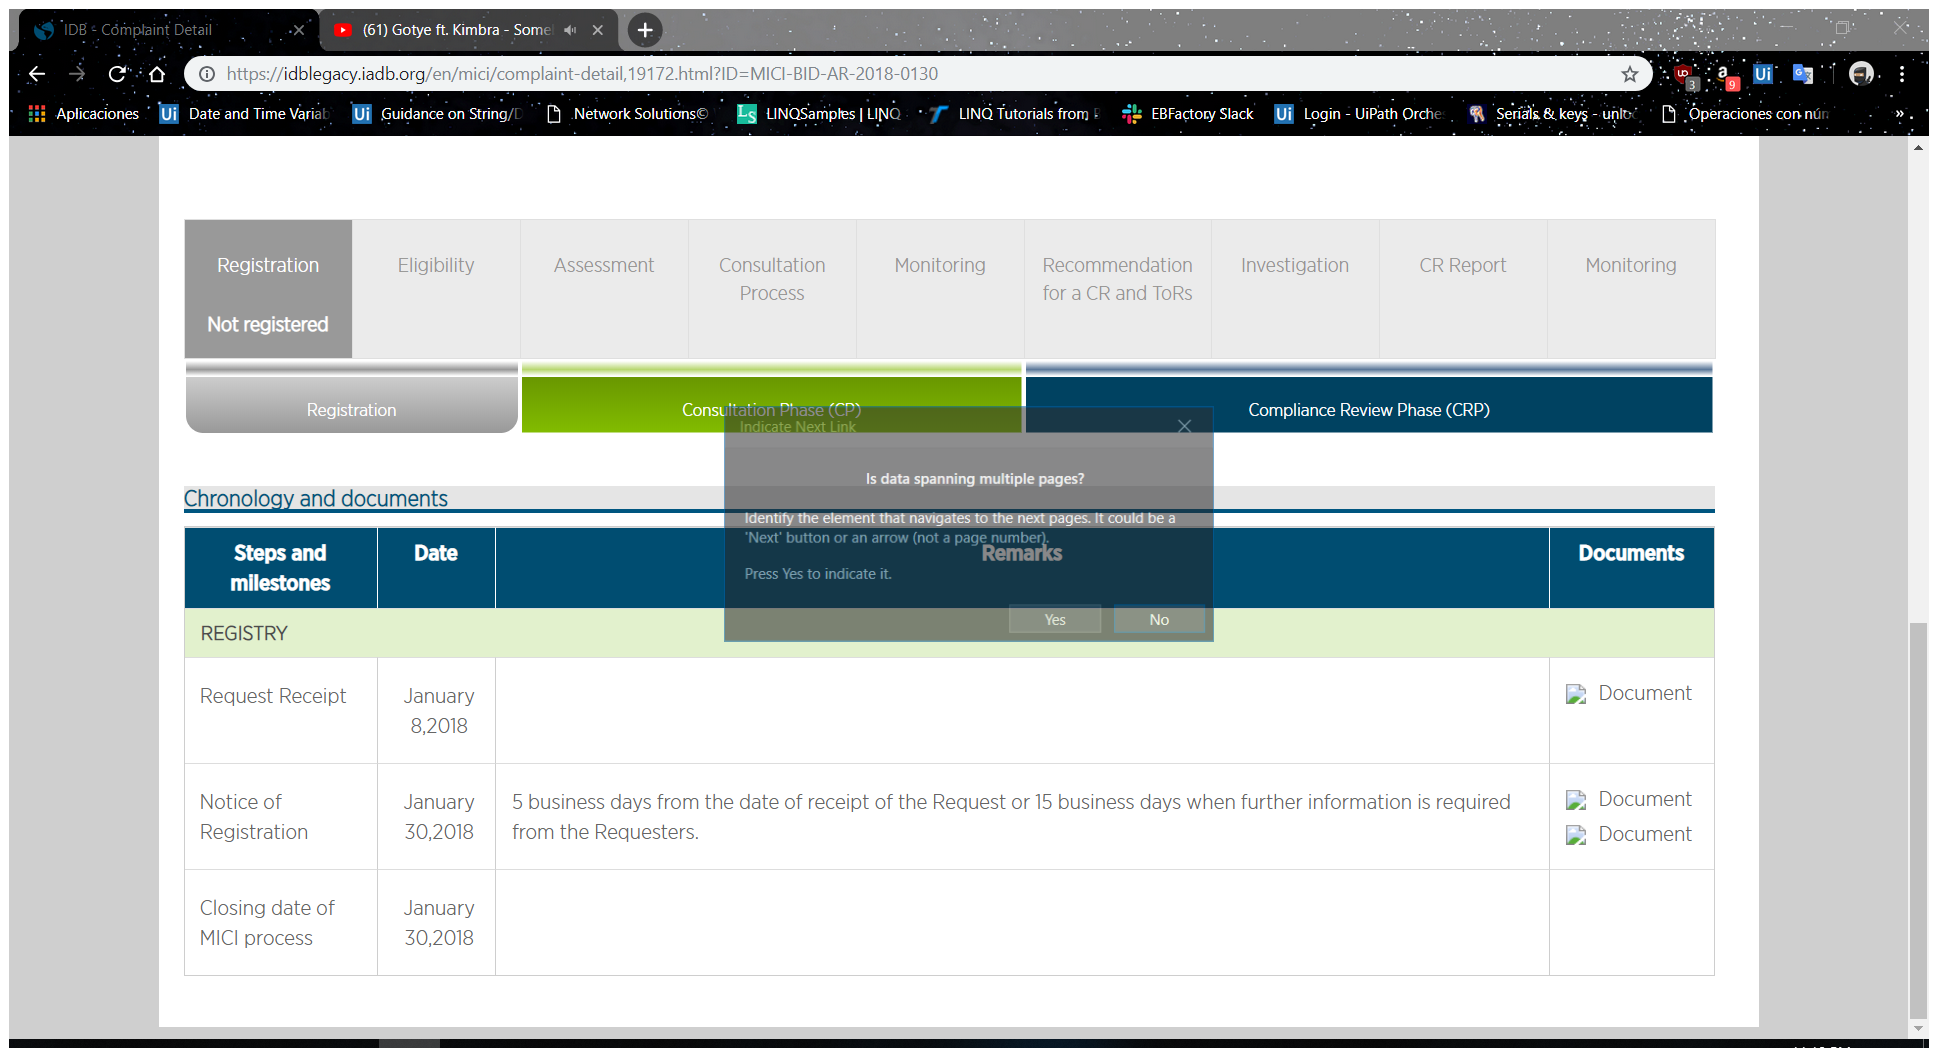 IDB - Complaint Detail
(61) Gotye ft. Kimbra - Some
https://idblegacy.iadb.org/en/mici/complaint-detail,19172.html?ID=MICI-BID-AR-2018-0130
3
9
Aplicaciones
Date and Time Variab
Guidance on String/D
Network Solutions©
LINQSamples | LINQ
LINQ Tutorials from
EBFactory Slack
Login - UiPath Orche
Serials & keys - unlo
Operaciones con núm
»
Registration
Not registered
Eligibility
Assessment
Consultation
Process
Monitoring
Recommendation
for a CR and ToRs
Investigation
CR Report
Monitoring
Registration
Consultation Phase (CP)
Compliance Review Phase (CRP)
Indicate Next Link
Is data spanning multiple pages?
Identify the element that navigates to the next pages. It could be a
'Next' button or an arrow (not a page number).
Press Yes to indicate it.
Yes
No
Chronology and documents
Steps and
milestones
Date
Remarks
Documents
REGISTRY
Request Receipt
January
8,2018
Document
Notice of
Registration
January
30,2018
5 business days from the date of receipt of the Request or 15 business days when further information is required
from the Requesters.
Document
Document
Closing date of
MICI process
January
30,2018